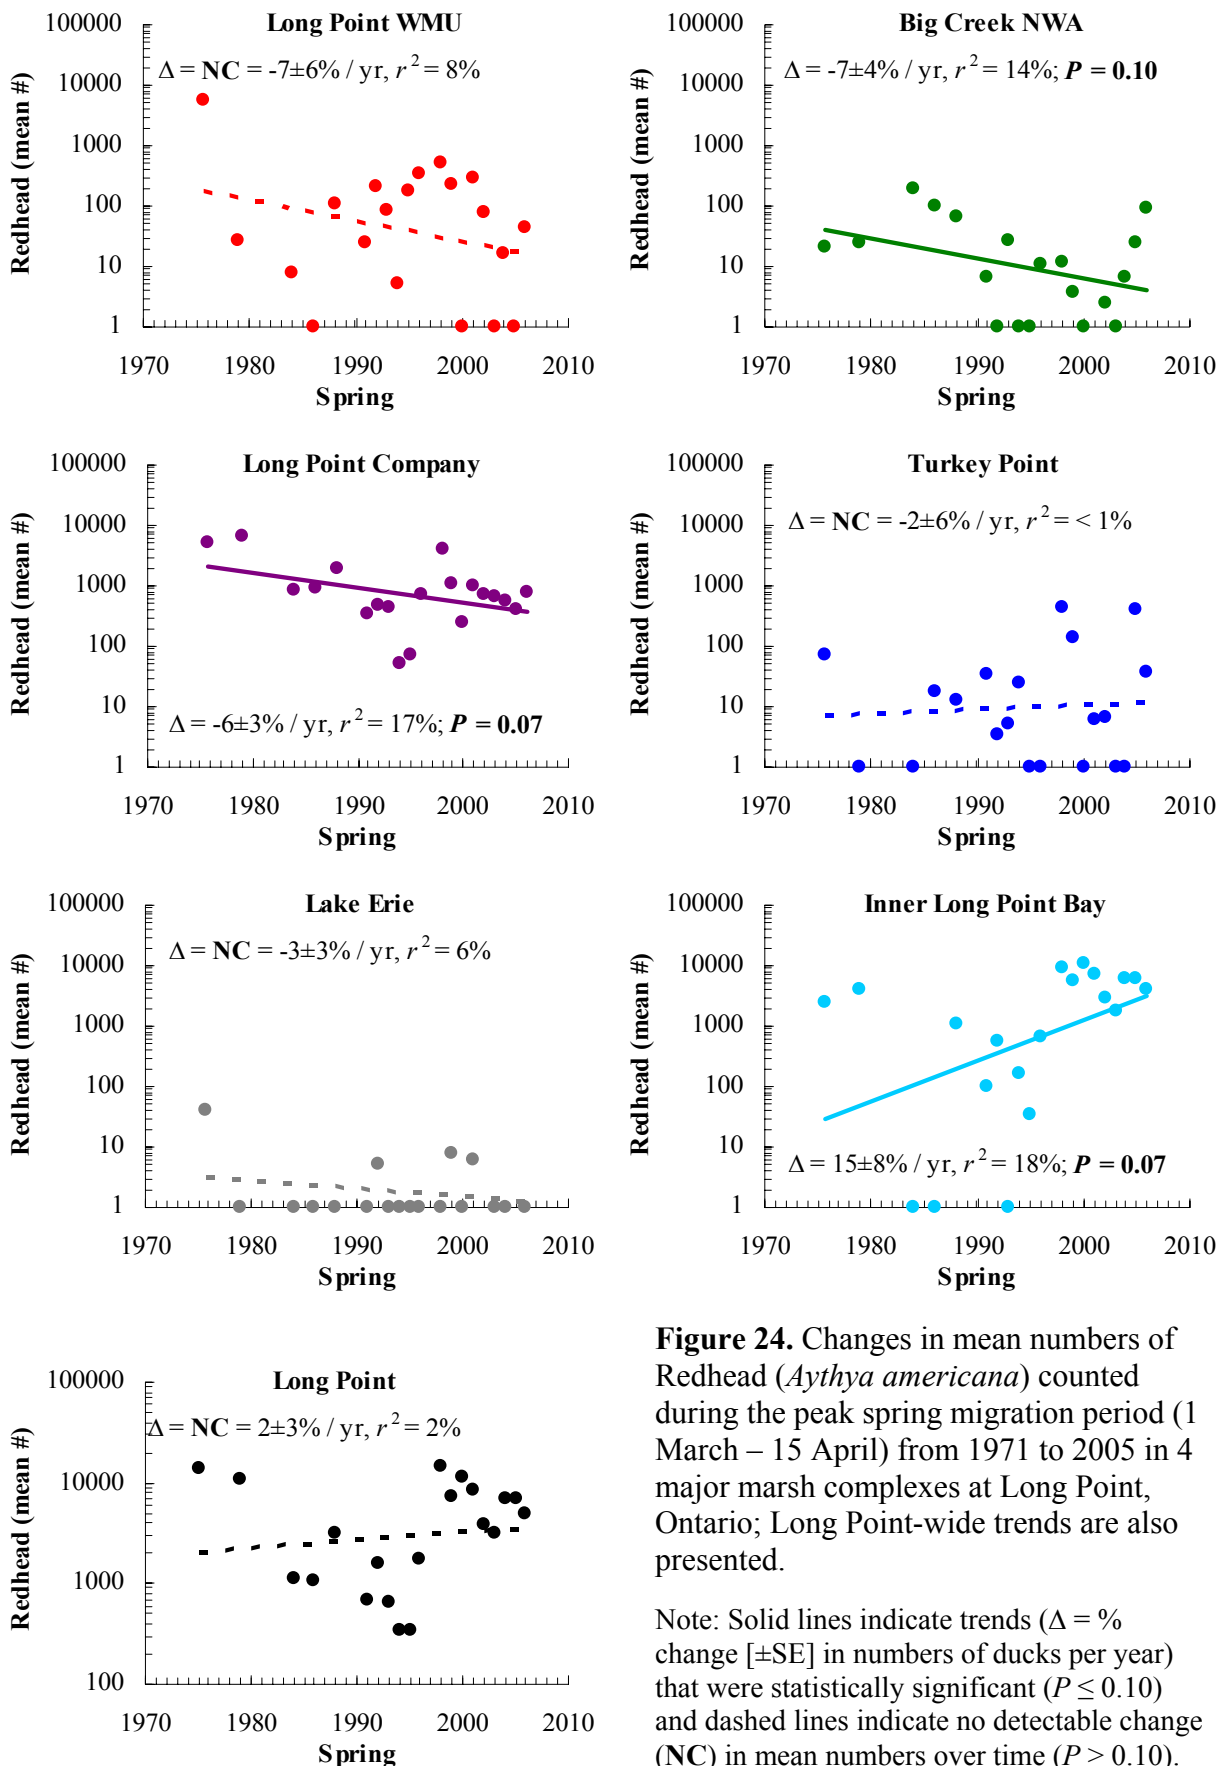 Long Point WMU
Δ = NC = -7±6% / yr, r² = 8%
Redhead (mean #)
100000
10000
1000
100
10
1
1970 1980 1990 2000 2010
Spring
Big Creek NWA
Δ = -7±4% / yr, r² = 14%; P = 0.10
Redhead (mean #)
100000
10000
1000
100
10
1
1970 1980 1990 2000 2010
Spring
Long Point Company
Δ = -6±3% / yr, r² = 17%; P = 0.07
Redhead (mean #)
100000
10000
1000
100
10
1
1970 1980 1990 2000 2010
Spring
Turkey Point
Δ = NC = -2±6% / yr, r² = < 1%
Redhead (mean #)
100000
10000
1000
100
10
1
1970 1980 1990 2000 2010
Spring
Lake Erie
Δ = NC = -3±3% / yr, r² = 6%
Redhead (mean #)
100000
10000
1000
100
10
1
1970 1980 1990 2000 2010
Spring
Inner Long Point Bay
Δ = 15±8% / yr, r² = 18%; P = 0.07
Redhead (mean #)
100000
10000
1000
100
10
1
1970 1980 1990 2000 2010
Spring
Long Point
Δ = NC = 2±3% / yr, r² = 2%
Redhead (mean #)
100000
10000
1000
100
1970 1980 1990 2000 2010
Spring
Figure 24. Changes in mean numbers of
Redhead (Aythya americana) counted
during the peak spring migration period (1
March – 15 April) from 1971 to 2005 in 4
major marsh complexes at Long Point,
Ontario; Long Point-wide trends are also
presented.
Note: Solid lines indicate trends (Δ = %
change [±SE] in numbers of ducks per year)
that were statistically significant (P ≤ 0.10)
and dashed lines indicate no detectable change
(NC) in mean numbers over time (P > 0.10).